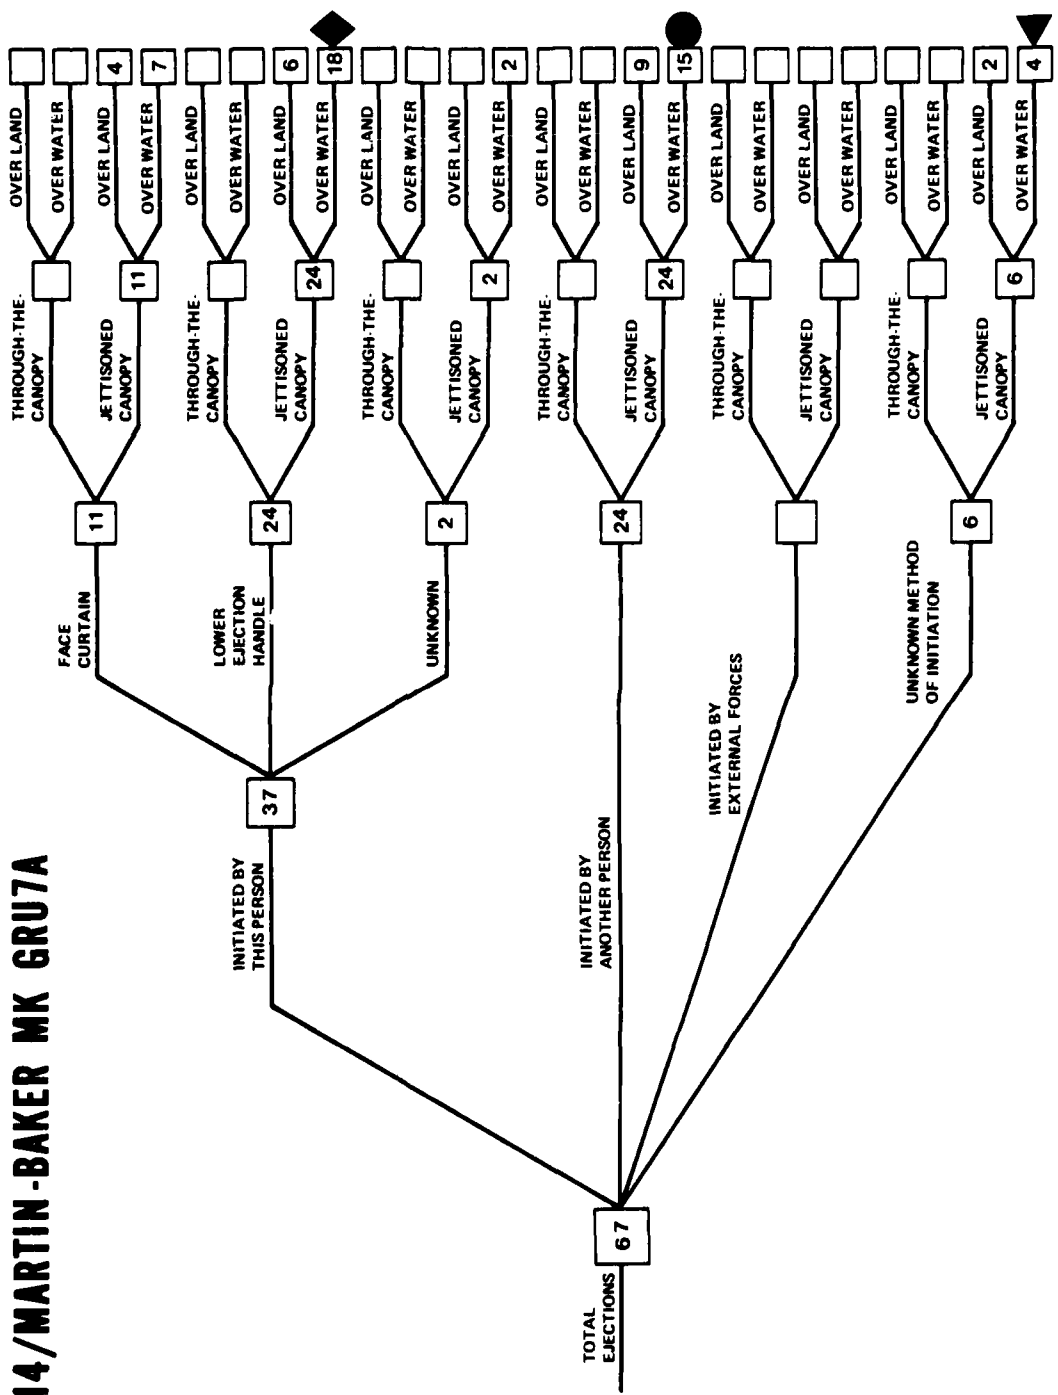 14/MARTIN-BAKER MK GRU7A
TOTAL
EJECTIONS
67
INITIATED BY
THIS PERSON
37
FACE
CURTAIN
11
THROUGH-THE-
CANOPY
OVER LAND
OVER WATER
JETTISONED
CANOPY
11
OVER LAND
4
OVER WATER
7
LOWER
EJECTION
HANDLE
24
THROUGH-THE-
CANOPY
OVER LAND
OVER WATER
JETTISONED
CANOPY
24
OVER LAND
6
OVER WATER
18
UNKNOWN
2
THROUGH-THE-
CANOPY
OVER LAND
OVER WATER
JETTISONED
CANOPY
2
OVER LAND
OVER WATER
2
INITIATED BY
ANOTHER PERSON
24
THROUGH-THE-
CANOPY
OVER LAND
OVER WATER
JETTISONED
CANOPY
24
OVER LAND
9
OVER WATER
15
INITIATED BY
EXTERNAL FORCES
THROUGH-THE-
CANOPY
OVER LAND
OVER WATER
JETTISONED
CANOPY
OVER LAND
OVER WATER
UNKNOWN METHOD
OF INITIATION
6
THROUGH-THE-
CANOPY
OVER LAND
OVER WATER
JETTISONED
CANOPY
6
OVER LAND
2
OVER WATER
4